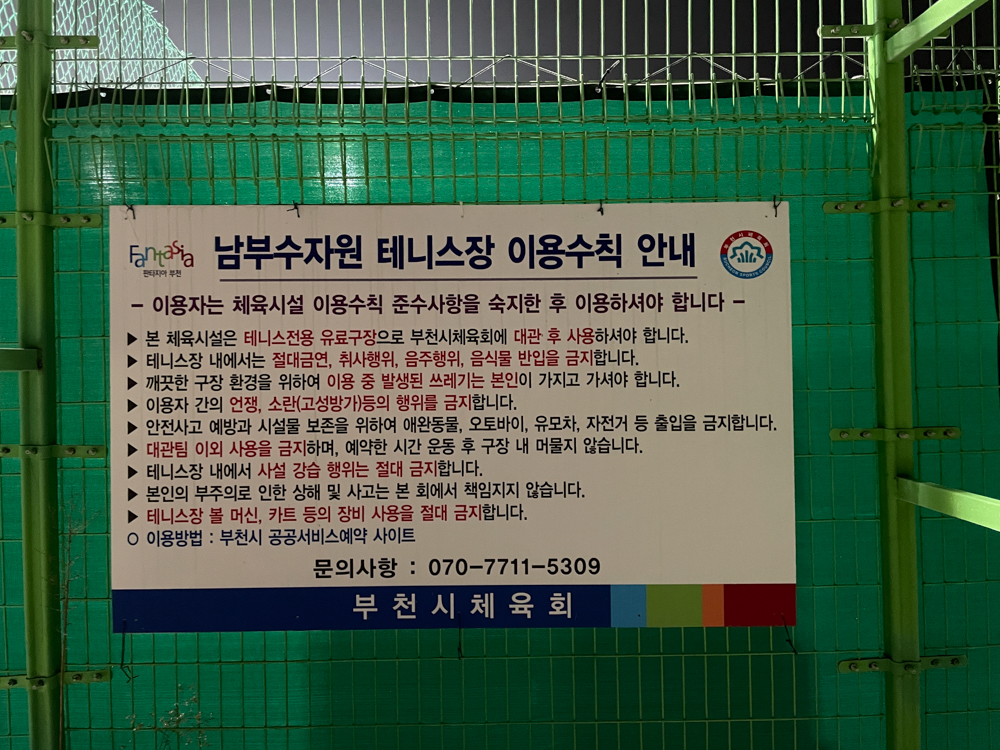 Fantasia
판타지아 부천
남부수자원 테니스장 이용수칙 안내
부천시체육회
BUCHEON SPORTS COUNCIL
– 이용자는 체육시설 이용수칙 준수사항을 숙지한 후 이용하셔야 합니다 –
▶ 본 체육시설은 테니스전용 유료구장으로 부천시체육회에 대관 후 사용하셔야 합니다.
▶ 테니스장 내에서는 절대금연, 취사행위, 음주행위, 음식물 반입을 금지합니다.
▶ 깨끗한 구장 환경을 위하여 이용 중 발생된 쓰레기는 본인이 가지고 가셔야 합니다.
▶ 이용자 간의 언쟁, 소란(고성방가)등의 행위를 금지합니다.
▶ 안전사고 예방과 시설물 보존을 위하여 애완동물, 오토바이, 유모차, 자전거 등 출입을 금지합니다.
▶ 대관팀 이외 사용을 금지하며, 예약한 시간 운동 후 구장 내 머물지 않습니다.
▶ 테니스장 내에서 사설 강습 행위는 절대 금지합니다.
▶ 본인의 부주의로 인한 상해 및 사고는 본 회에서 책임지지 않습니다.
▶ 테니스장 볼 머신, 카트 등의 장비 사용을 절대 금지합니다.
○ 이용방법 : 부천시 공공서비스예약 사이트
문의사항 : 070-7711-5309
부천시체육회